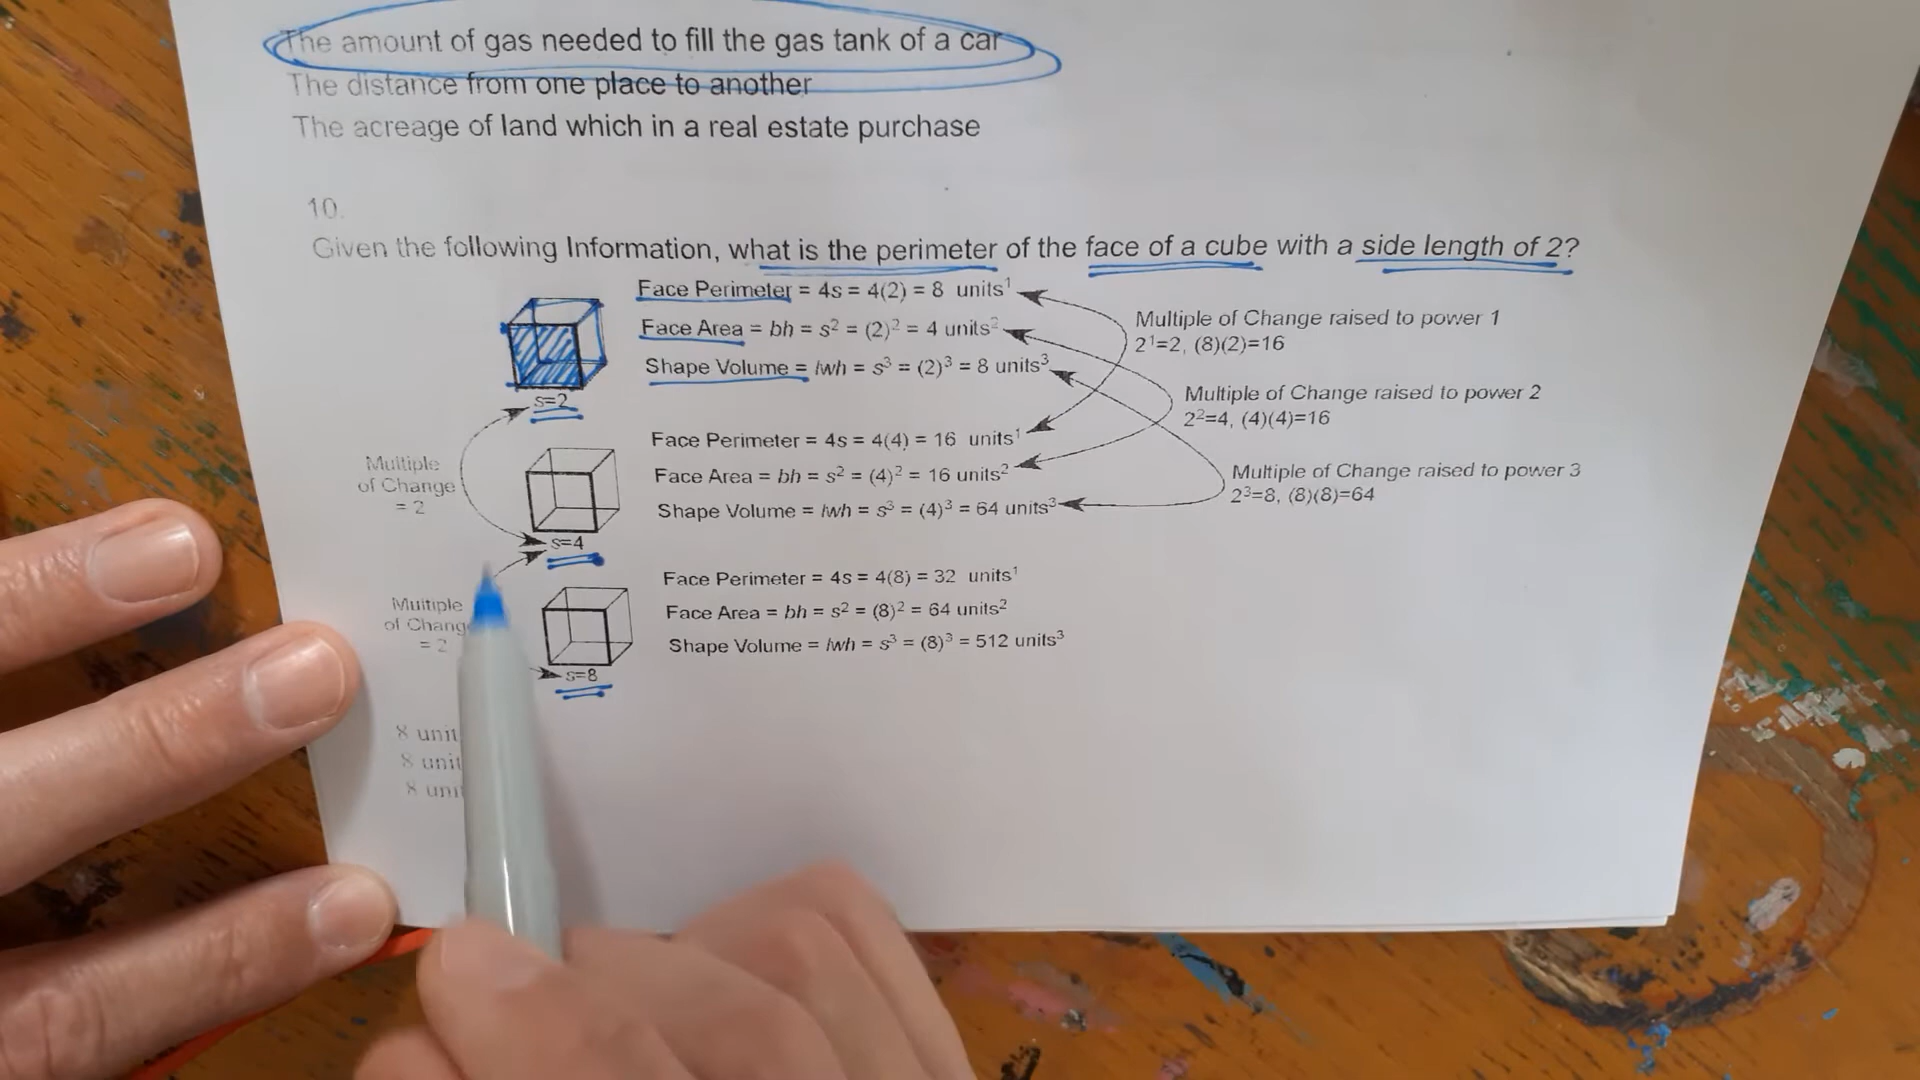 The amount of gas needed to fill the gas tank of a car
The distance from one place to another
The acreage of land which in a real estate purchase
10.
Given the following Information, what is the perimeter of the face of a cube with a side length of 2?
Face Perimeter = 4s = 4(2) = 8 units¹
Face Area = bh = s² = (2)² = 4 units²
Shape Volume = lwh = s³ = (2)³ = 8 units³
s=2
Multiple of Change raised to power 1
2¹=2, (8)(2)=16
Multiple of Change raised to power 2
2²=4, (4)(4)=16
Multiple of Change raised to power 3
2³=8, (8)(8)=64
Multiple
of Change
= 2
Face Perimeter = 4s = 4(4) = 16 units¹
Face Area = bh = s² = (4)² = 16 units²
Shape Volume = lwh = s³ = (4)³ = 64 units³
s=4
Multiple
of Chang
= 2
Face Perimeter = 4s = 4(8) = 32 units¹
Face Area = bh = s² = (8)² = 64 units²
Shape Volume = lwh = s³ = (8)³ = 512 units³
s=8
8 unit
8 unit
8 uni